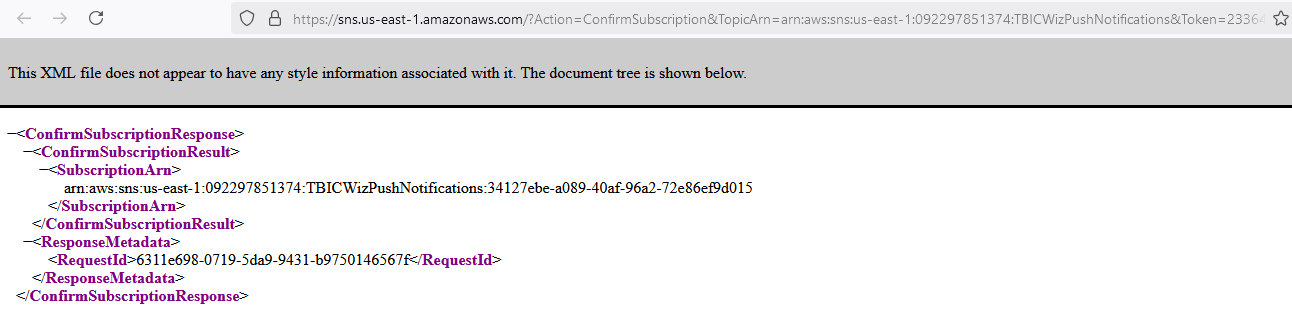 https://sns.us-east-1.amazonaws.com/?Action=ConfirmSubscription&TopicArn=arn:aws:sns:us-east-1:092297851374:TBICWizPushNotifications&Token=23364
This XML file does not appear to have any style information associated with it. The document tree is shown below.
—<ConfirmSubscriptionResponse>
—<ConfirmSubscriptionResult>
—<SubscriptionArn>
arn:aws:sns:us-east-1:092297851374:TBICWizPushNotifications:34127ebe-a089-40af-96a2-72e86ef9d015
</SubscriptionArn>
</ConfirmSubscriptionResult>
—<ResponseMetadata>
<RequestId>6311e698-0719-5da9-9431-b9750146567f</RequestId>
</ResponseMetadata>
</ConfirmSubscriptionResponse>